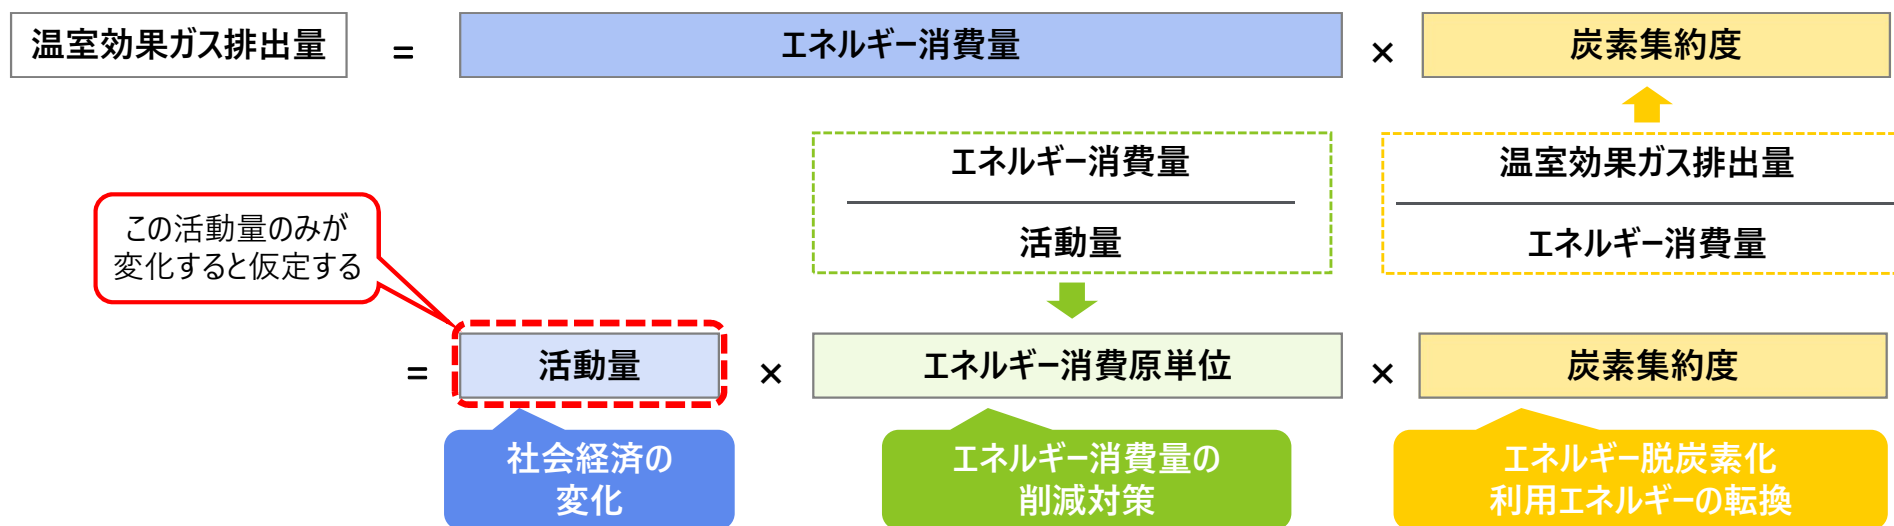 温室効果ガス排出量 = エネルギー消費量 × 炭素集約度
エネルギー消費量
活動量
温室効果ガス排出量
エネルギー消費量
この活動量のみが
変化すると仮定する
= 活動量 × エネルギー消費原単位 × 炭素集約度
社会経済の
変化
エネルギー消費量の
削減対策
エネルギー脱炭素化
利用エネルギーの転換